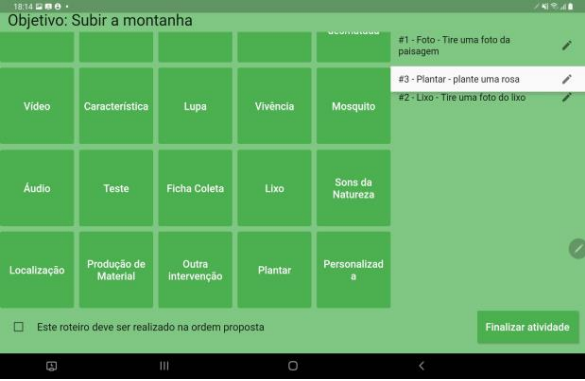 18:14
Objetivo: Subir a montanha
#1 - Foto - Tire uma foto da
paisagem
#3 - Plantar - plante uma rosa
#2 - Lixo - Tire uma foto do lixo
Vídeo
Característica
Lupa
Vivência
Mosquito
Áudio
Teste
Ficha Coleta
Lixo
Sons da
Natureza
Localização
Produção de
Material
Outra
intervenção
Plantar
Personalizad
a
Este roteiro deve ser realizado na ordem proposta
Finalizar atividade